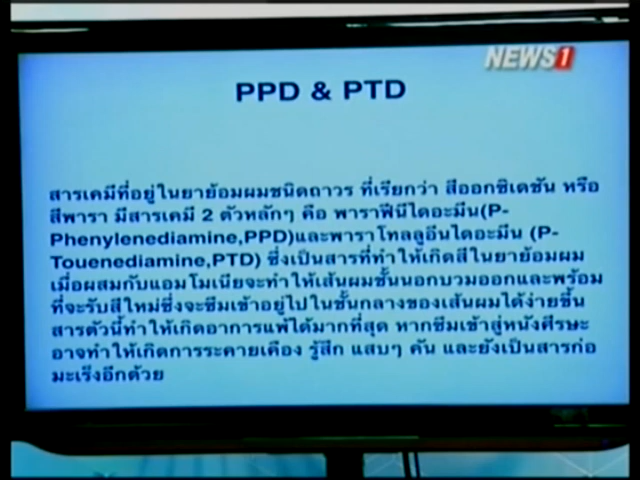 NEWS1
PPD & PTD
สารเคมีที่อยู่ในยาย้อมผมชนิดถาวร ที่เรียกว่า สีออกซิเดชัน หรือ
สีพารา มีสารเคมี 2 ตัวหลักๆ คือ พาราฟีนีไดอะมีน(P-
Phenylenediamine,PPD)และพาราโทลลูอีนไดอะมีน (P-
Touenediamine,PTD) ซึ่งเป็นสารที่ทำให้เกิดสีในยาย้อมผม
เมื่อผสมกับแอมโมเนียจะทำให้เส้นผมชั้นนอกบวมออกและพร้อม
ที่จะรับสีใหม่ซึ่งจะซึมเข้าอยู่ไปในชั้นกลางของเส้นผมได้ง่ายขึ้น
สารตัวนี้ทำให้เกิดอาการแพ้ได้มากที่สุด หากซึมเข้าสู่หนังศีรษะ
อาจทำให้เกิดการระคายเคือง รู้สึก แสบๆ คัน และยังเป็นสารก่อ
มะเร็งอีกด้วย